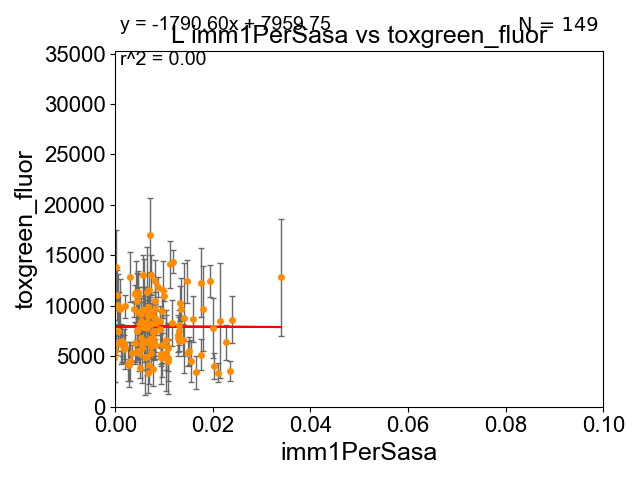 y = -1790.60x + 7959.75
N = 149
L imm1PerSasa vs toxgreen_fluor
r^2 = 0.00
toxgreen_fluor
35000
30000
25000
20000
15000
10000
5000
0
0.00 0.02 0.04 0.06 0.08 0.10
imm1PerSasa